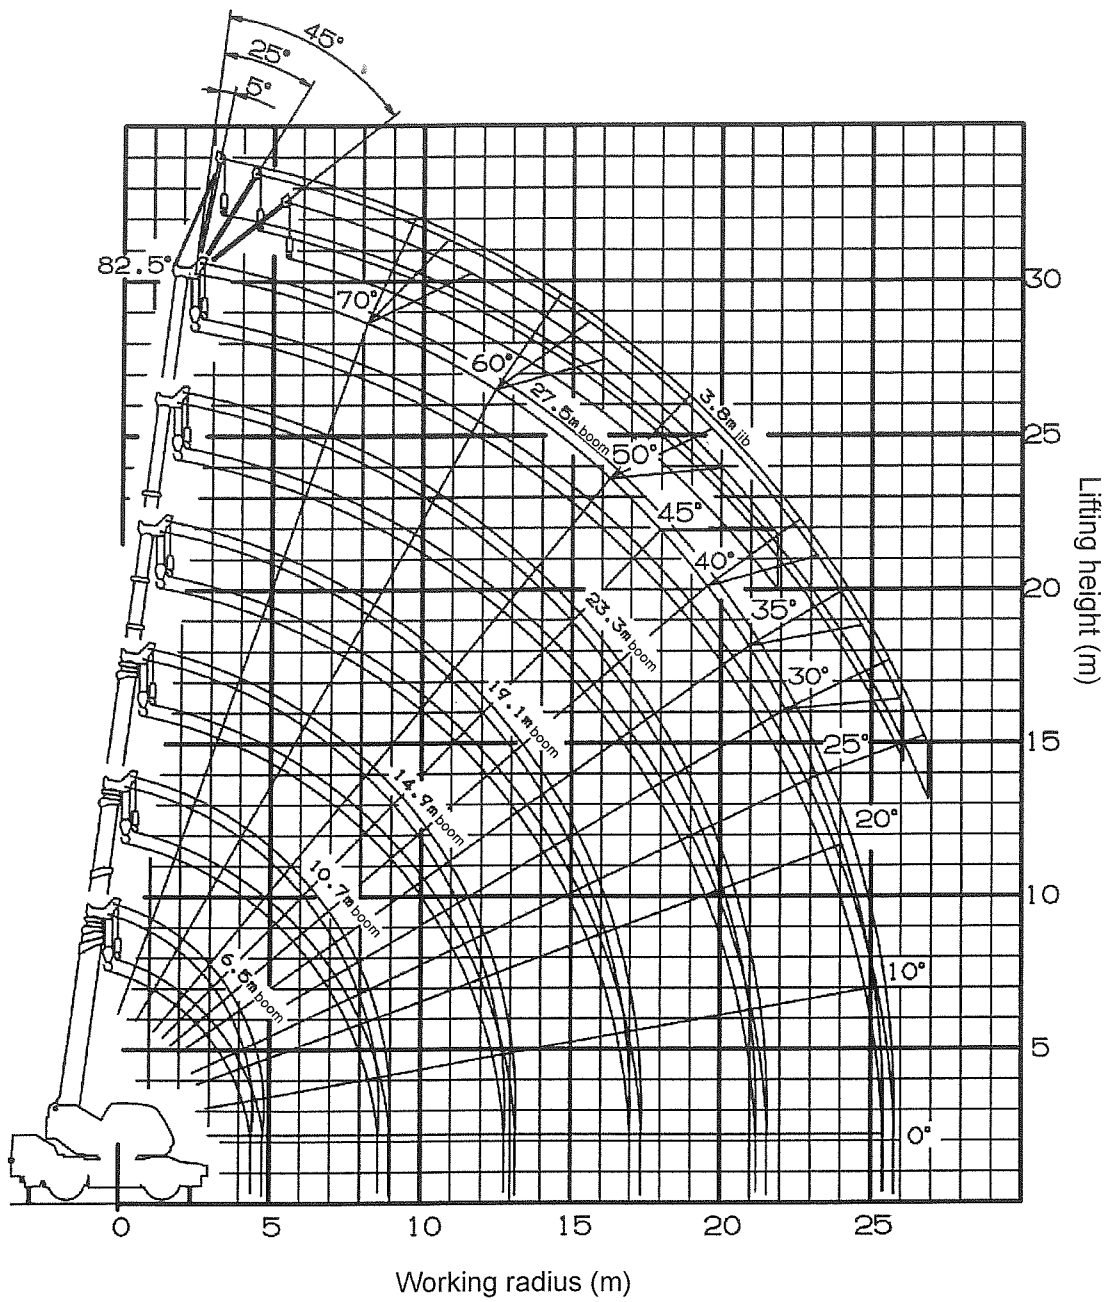 45°
25°
5°
82.5°
70°
60°
27.5m boom
3.8m jib
50°
45°
40°
35°
30°
25°
20°
10°
0°
23.3m boom
19.1m boom
14.9m boom
10.7m boom
6.5m boom
30
25
20
15
10
5
Lifting height (m)
0 5 10 15 20 25
Working radius (m)